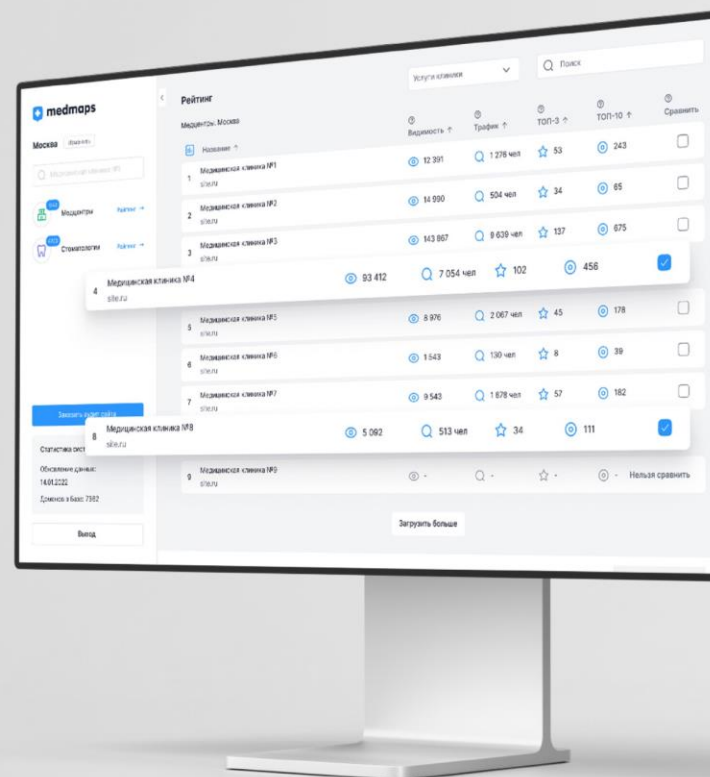 medmaps
Москва
Медцентры
Рейтинг →
Стоматологии
Рейтинг →
Заказать аудит сайта
Обновление данных:
14.01.2022
Доменов в базе: 7382
Выход
Рейтинг
Медцентры. Москва
Услуги клиники
Поиск
Название ↑
Видимость ↑
Трафик ↑
ТОП-3 ↑
ТОП-10 ↑
Сравнить
1 Медицинская клиника №1 12 391 1 276 чел 53 243
site.ru
2 Медицинская клиника №2 14 990 504 чел 34 65
site.ru
3 Медицинская клиника №3 143 867 9 639 чел 137 675
site.ru
4 Медицинская клиника №4 93 412 7 054 чел 102 456
site.ru
5 Медицинская клиника №5 8 976 2 067 чел 45 178
site.ru
6 Медицинская клиника №6 1 543 130 чел 8 39
site.ru
7 Медицинская клиника №7 9 543 1 878 чел 57 182
site.ru
8 Медицинская клиника №8 5 092 513 чел 34 111
site.ru
9 Медицинская клиника №9 - - - - Нельзя сравнить
site.ru
Загрузить больше